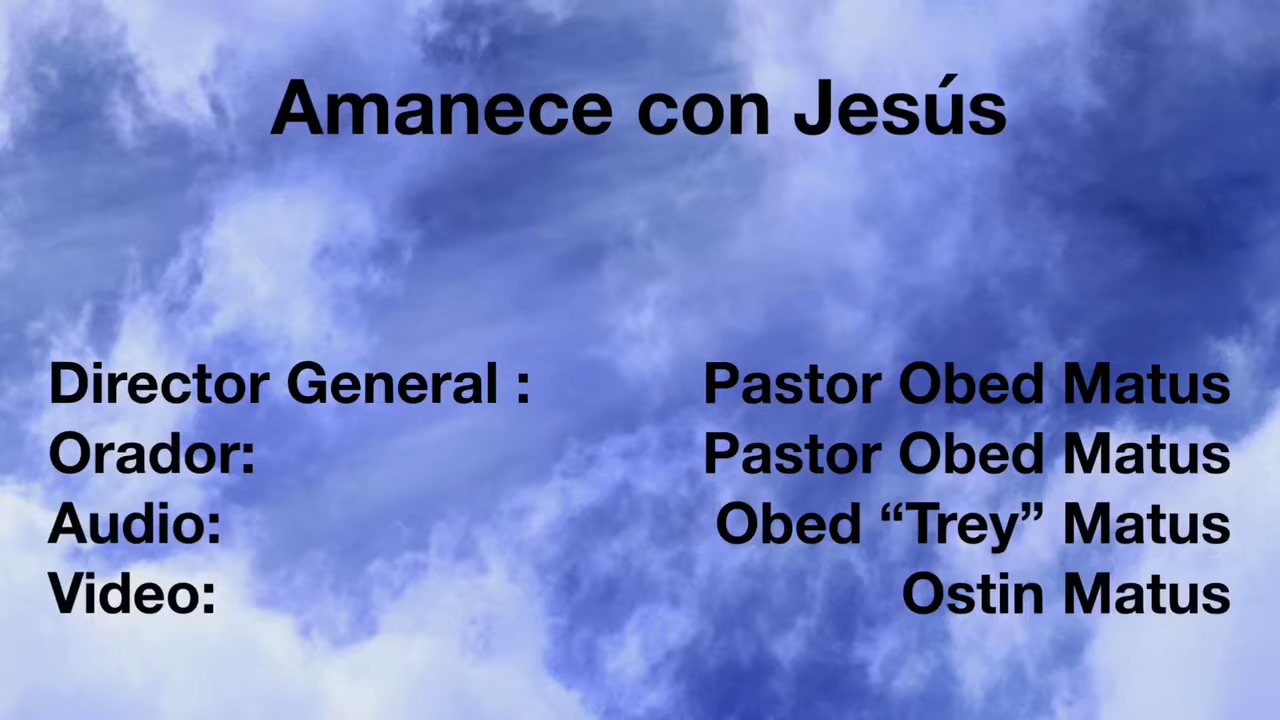 Amanece con Jesús
Director General : Pastor Obed Matus
Orador: Pastor Obed Matus
Audio: Obed “Trey” Matus
Video: Ostin Matus